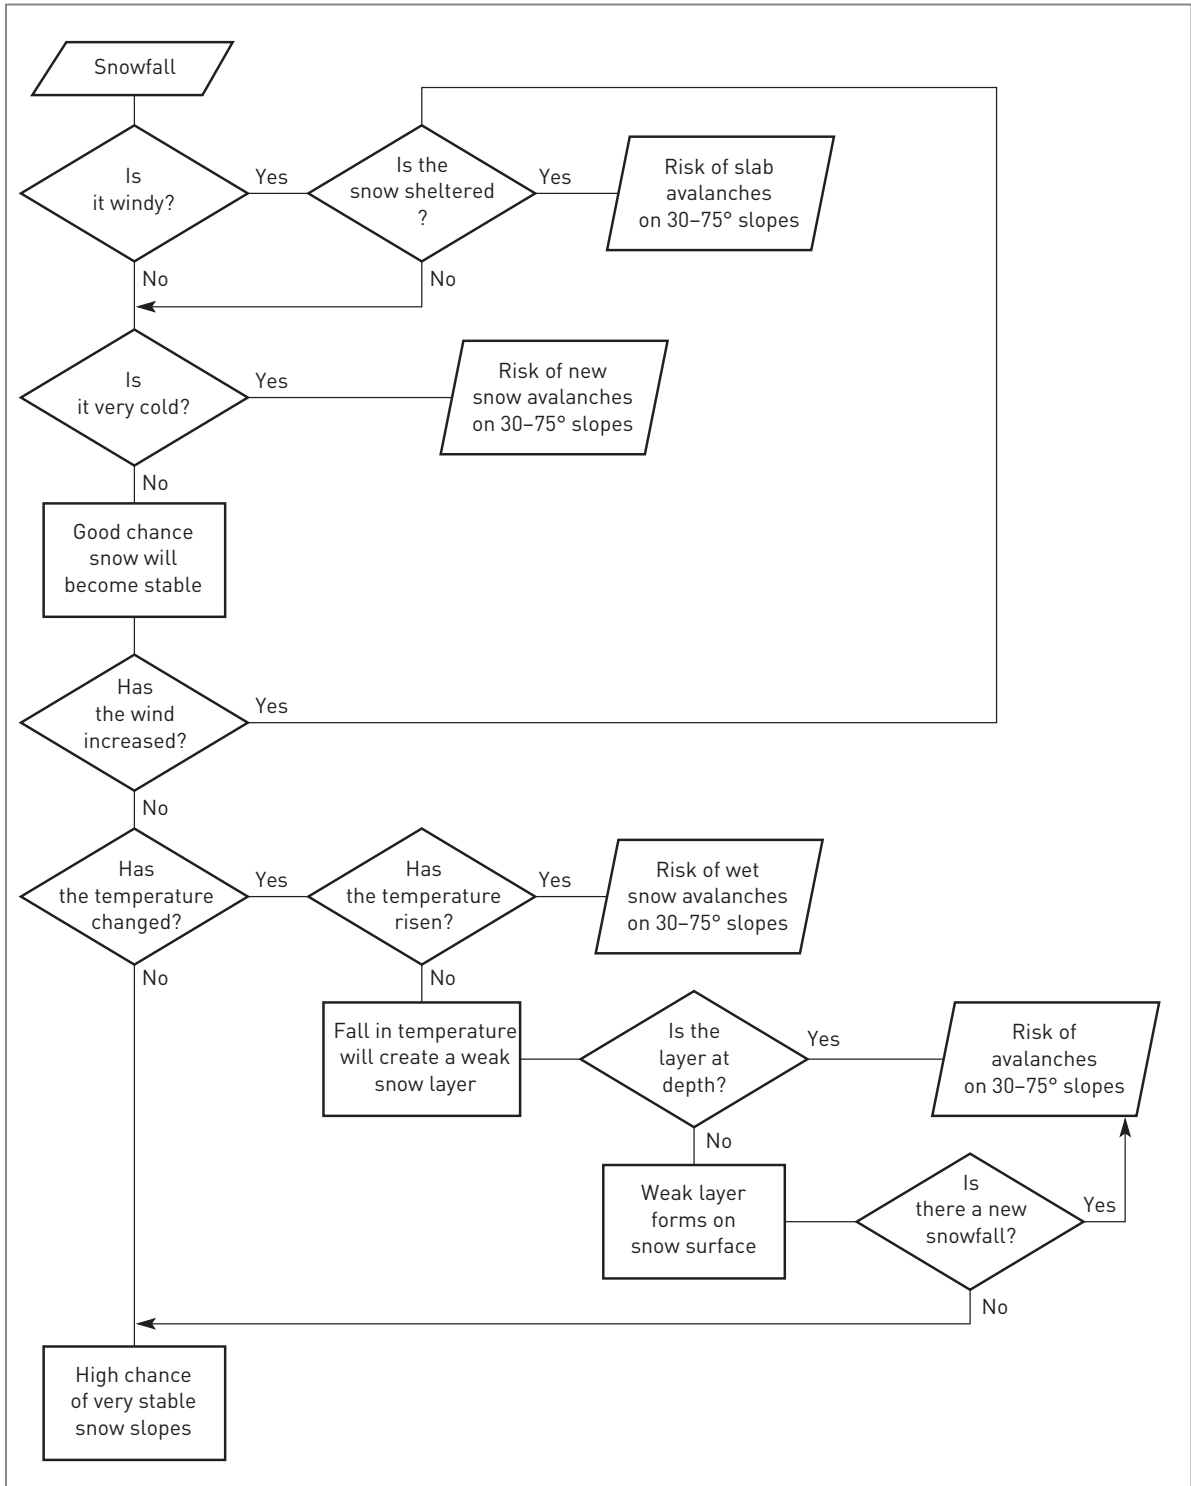 Snowfall
Is
it windy?
Yes
Is the
snow sheltered
?
Yes
Risk of slab
avalanches
on 30–75° slopes
No
No
Is
it very cold?
Yes
Risk of new
snow avalanches
on 30–75° slopes
No
Good chance
snow will
become stable
Has
the wind
increased?
Yes
No
Has
the temperature
changed?
Yes
Has
the temperature
risen?
Yes
Risk of wet
snow avalanches
on 30–75° slopes
No
No
Fall in temperature
will create a weak
snow layer
Is the
layer at
depth?
Yes
Risk of
avalanches
on 30–75° slopes
No
Weak layer
forms on
snow surface
Is
there a new
snowfall?
Yes
No
High chance
of very stable
snow slopes